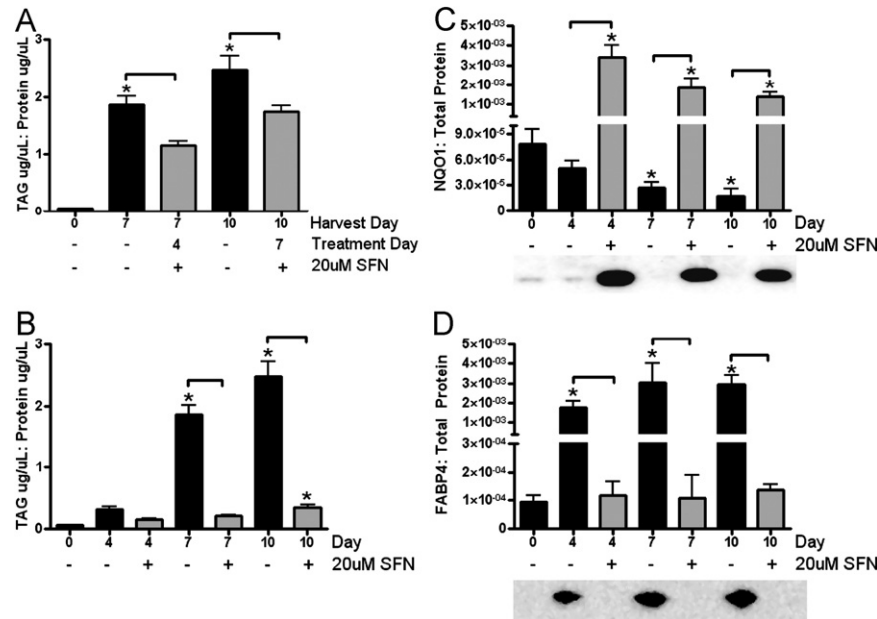 A
TAG ug/uL: Protein ug/uL
3
2
1
0
0 7 7 10 10 Harvest Day
- - 4 - 7 Treatment Day
- - + - + 20uM SFN
* *
B
TAG ug/uL: Protein ug/uL
3
2
1
0
0 4 4 7 7 10 10 Day
- - + - + - + 20uM SFN
* * *
C
NQO1: Total Protein
5×10-03
4×10-03
3×10-03
2×10-03
1×10-03
9.0×10-5
6.0×10-5
3.0×10-5
0
0 4 4 7 7 10 10 Day
- - + - + - + 20uM SFN
* * * * *
D
FABP4: Total Protein
5×10-03
4×10-03
3×10-03
2×10-03
1×10-03
3×10-04
2×10-04
1×10-04
0
0 4 4 7 7 10 10 Day
- - + - + - + 20uM SFN
* * *